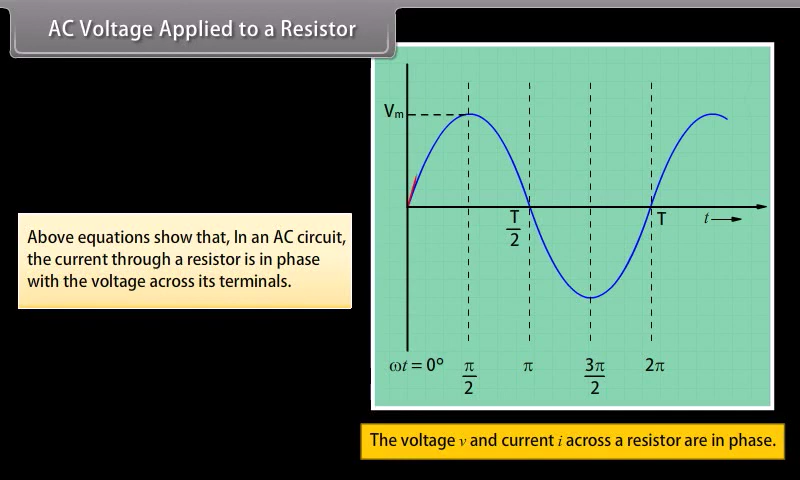 AC Voltage Applied to a Resistor
Above equations show that, In an AC circuit,
the current through a resistor is in phase
with the voltage across its terminals.
Vm
T
2
T
t
ωt = 0° π/2 π 3π/2 2π
The voltage v and current i across a resistor are in phase.